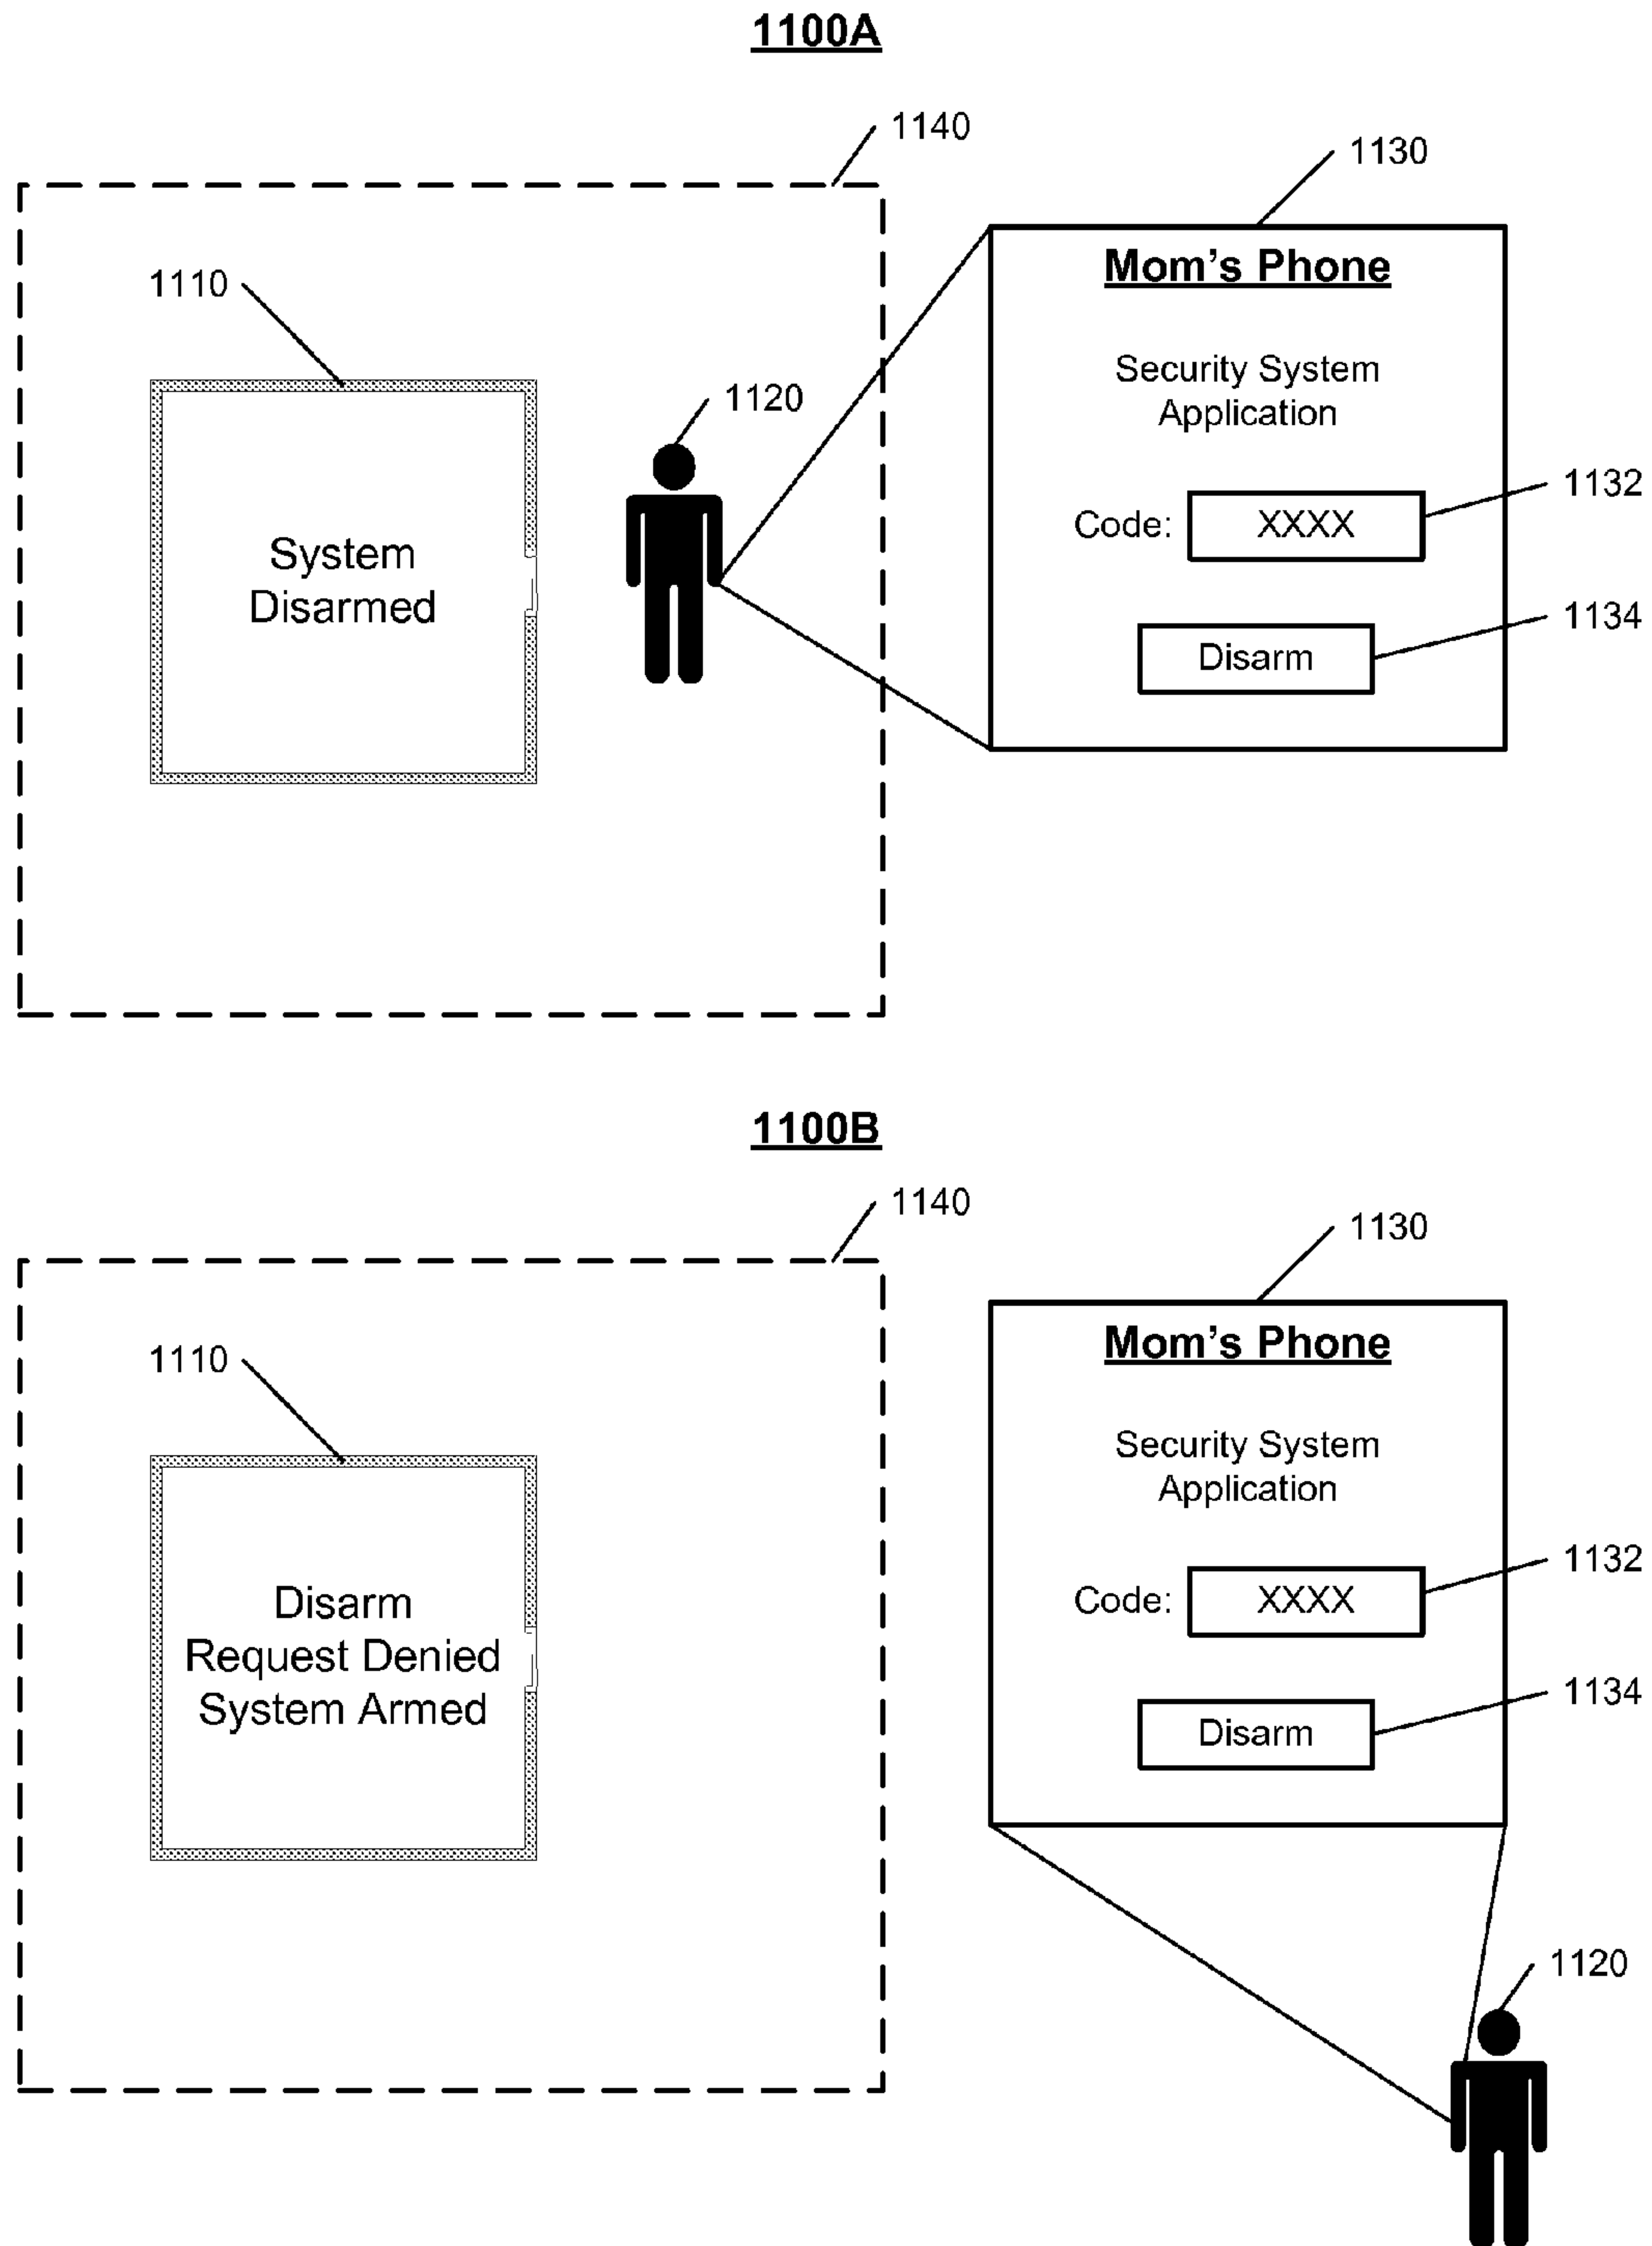 1100A
1140
1130
1110
Mom's Phone
Security System
Application
1120
1132
Code: XXXX
System
Disarmed
1134
Disarm
1100B
1140
1130
1110
Mom's Phone
Security System
Application
1132
Code: XXXX
Disarm
Request Denied
System Armed
1134
Disarm
1120